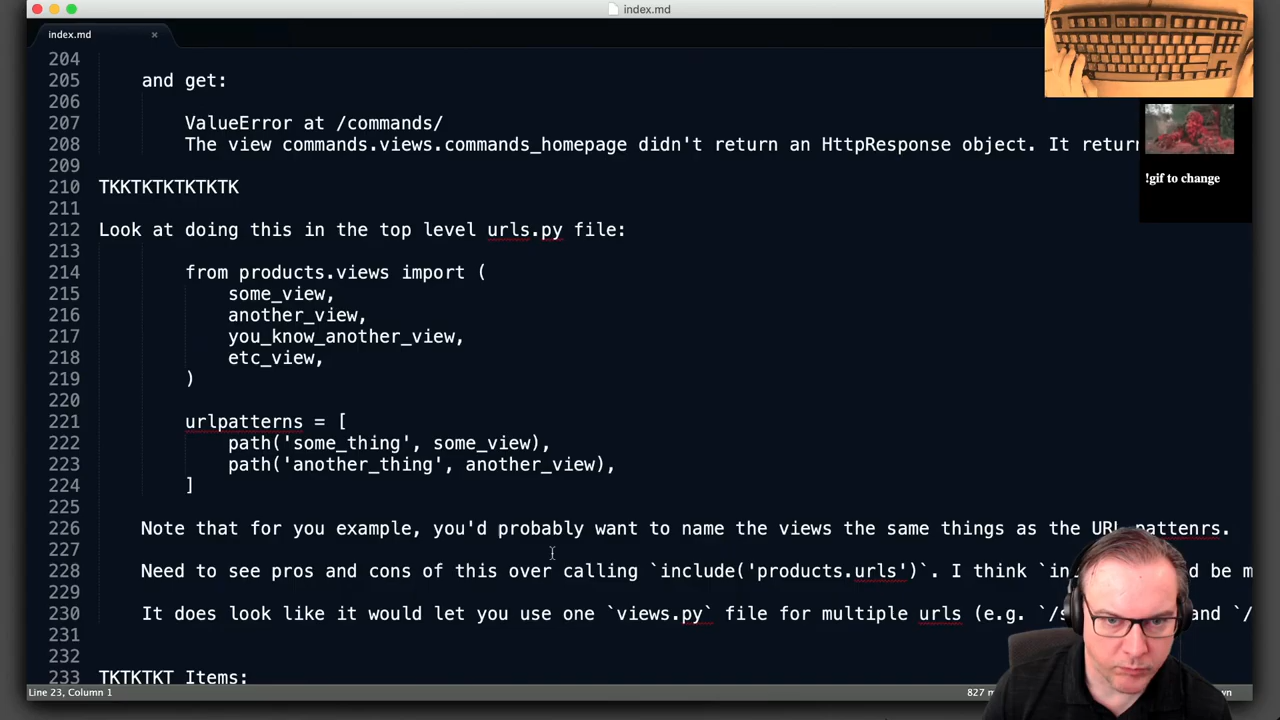 index.md
index.md
!gif to change
204
205 and get:
206
207 ValueError at /commands/
208 The view commands.views.commands_homepage didn't return an HttpResponse object. It retur
209
210 TKKTKTKTKTKTK
211
212 Look at doing this in the top level urls.py file:
213
214 from products.views import (
215 some_view,
216 another_view,
217 you_know_another_view,
218 etc_view,
219 )
220
221 urlpatterns = [
222 path('some_thing', some_view),
223 path('another_thing', another_view),
224 ]
225
226 Note that for you example, you'd probably want to name the views the same things as the URL pattenrs.
227
228 Need to see pros and cons of this over calling `include('products.urls')`. I think `in d be m
229
230 It does look like it would let you use one `views.py` file for multiple urls (e.g. `/s and `/
231
232
233 TKTKTKT Items:
Line 23, Column 1
827 m